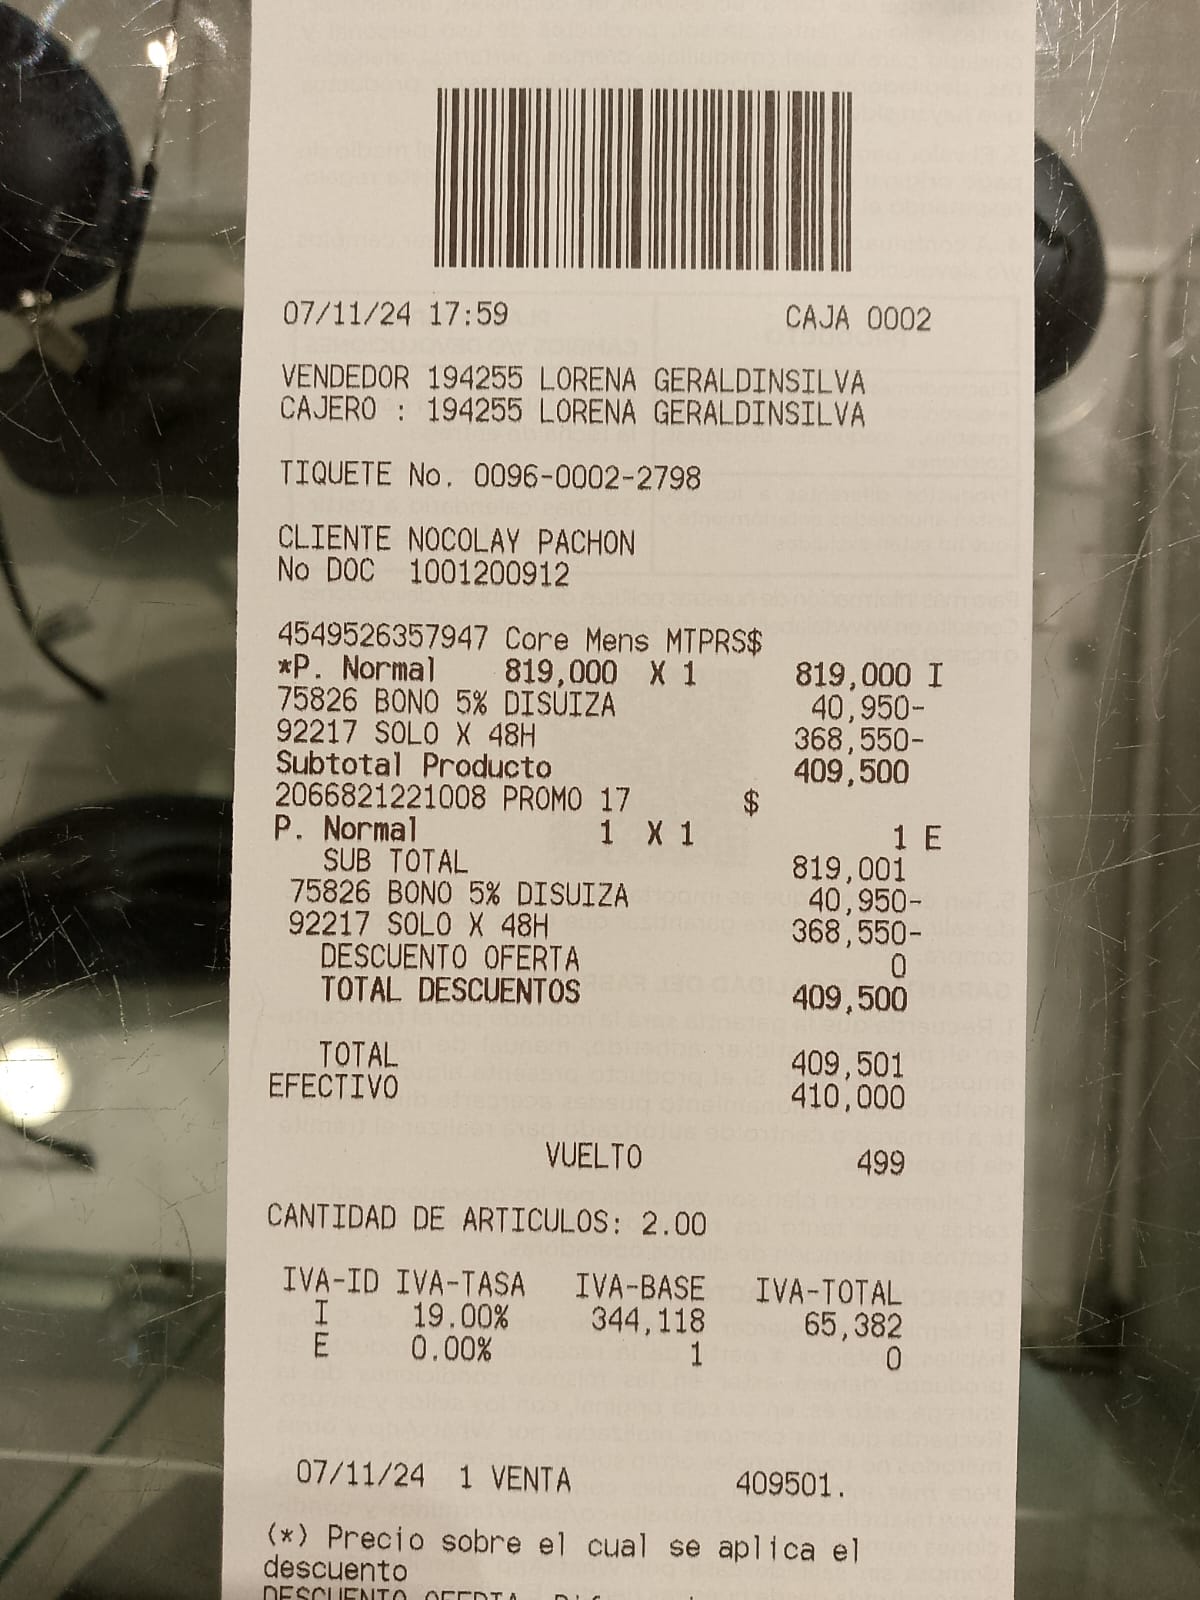 07/11/24 17:59 CAJA 0002
VENDEDOR 194255 LORENA GERALDINSILVA
CAJERO : 194255 LORENA GERALDINSILVA
TIQUETE No. 0096-0002-2798
CLIENTE NOCOLAY PACHON
No DOC 1001200912
4549526357947 Core Mens MTPRS$
*P. Normal 819,000 X 1 819,000 I
75826 BONO 5% DISUIZA 40,950-
92217 SOLO X 48H 368,550-
Subtotal Producto 409,500
2066821221008 PROMO 17 $
P. Normal 1 X 1 1 E
SUB TOTAL 819,001
75826 BONO 5% DISUIZA 40,950-
92217 SOLO X 48H 368,550-
DESCUENTO OFERTA 0
TOTAL DESCUENTOS 409,500
TOTAL 409,501
EFECTIVO 410,000
VUELTO 499
CANTIDAD DE ARTICULOS: 2.00
IVA-ID IVA-TASA IVA-BASE IVA-TOTAL
I 19.00% 344,118 65,382
E 0.00% 1 0
07/11/24 1 VENTA 409501.
(*) Precio sobre el cual se aplica el
descuento
DESCUENTO OFERTA